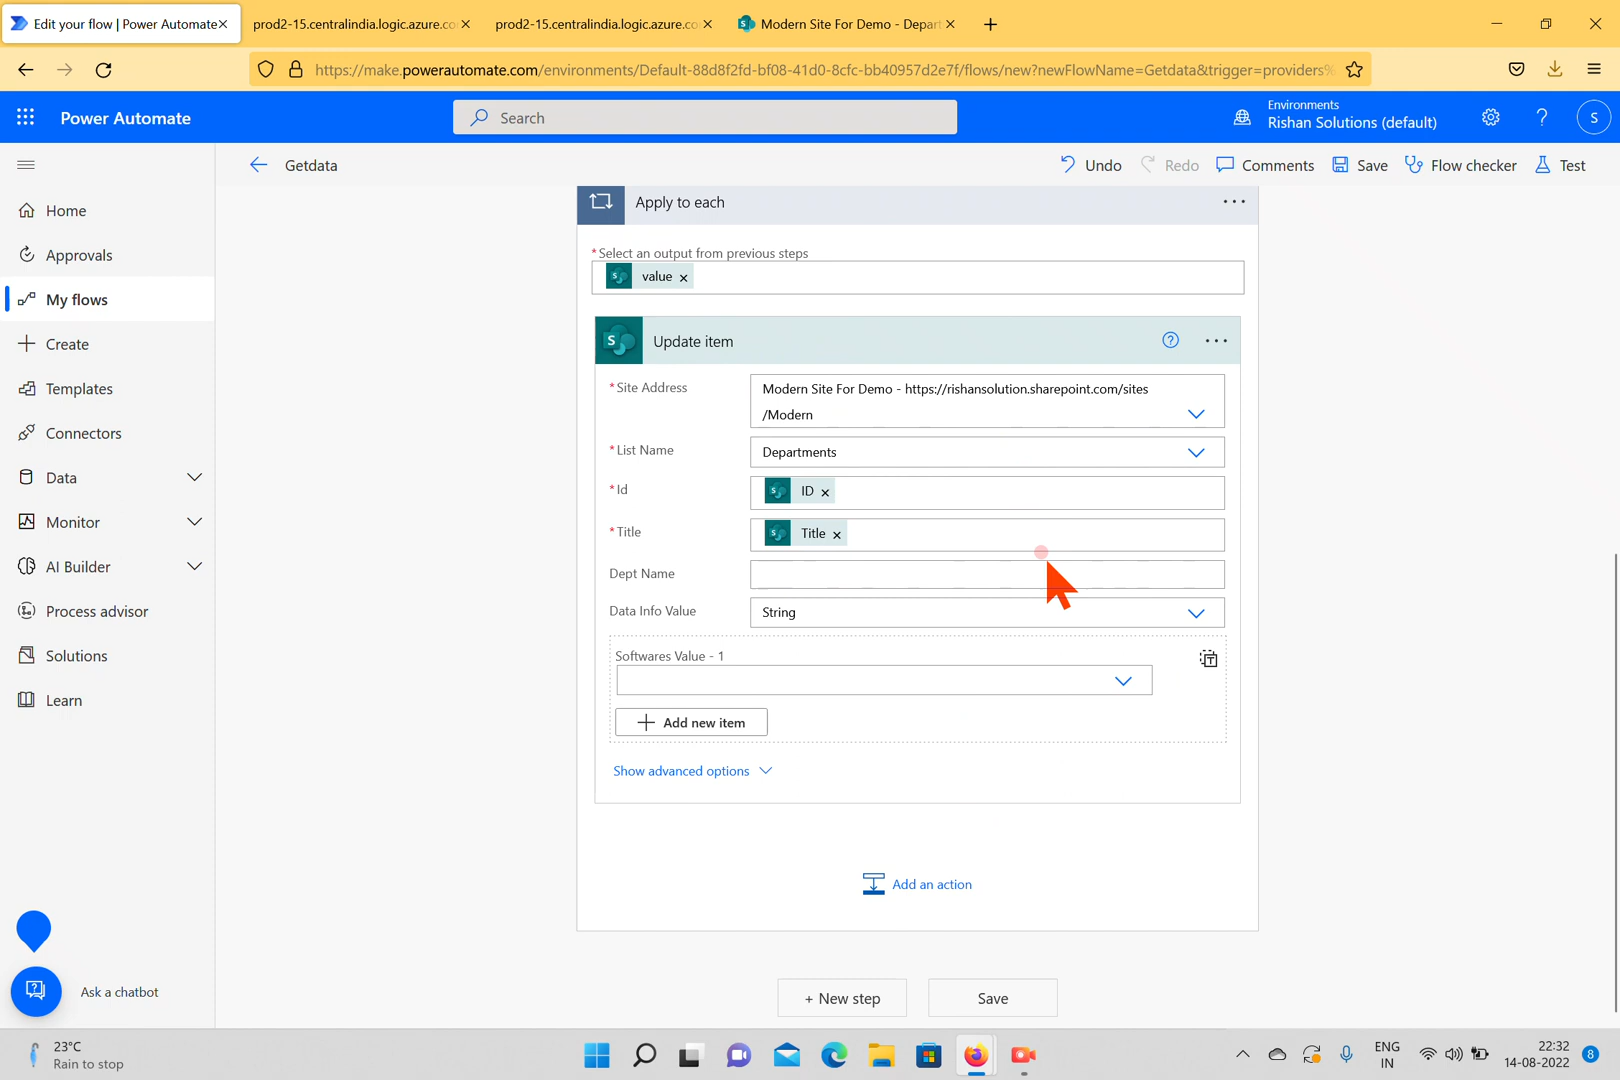 Edit your flow | Power Automate
prod2-15.centralindia.logic.azure.co
prod2-15.centralindia.logic.azure.co
Modern Site For Demo - Depar
https://make.powerautomate.com/environments/Default-88d8f2fd-bf08-41d0-8cfc-bb40957d2e7f/flows/new?newFlowName=Getdata&trigger=providers%
Power Automate
Search
Environments
Rishan Solutions (default)
?
S
Getdata
Undo
Redo
Comments
Save
Flow checker
Test
Home
Approvals
My flows
Create
Templates
Connectors
Data
Monitor
AI Builder
Process advisor
Solutions
Learn
Ask a chatbot
Apply to each
* Select an output from previous steps
value
Update item
* Site Address
Modern Site For Demo - https://rishansolution.sharepoint.com/sites
/Modern
* List Name
Departments
* Id
ID
* Title
Title
Dept Name
Data Info Value
String
Softwares Value - 1
Add new item
Show advanced options
Add an action
+ New step
Save
23°C
Rain to stop
ENG
IN
22:32
14-08-2022
8